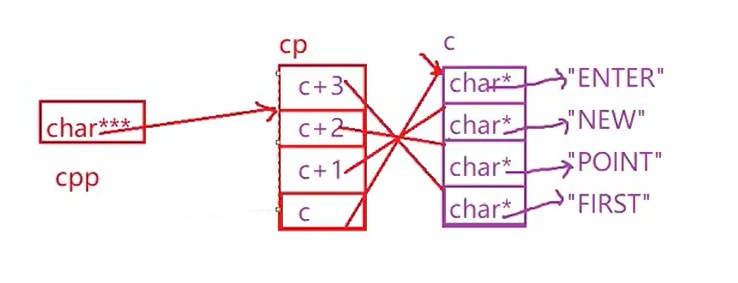 cp
c
c+3
char*
"ENTER"
char***
c+2
char*
"NEW"
cpp
c+1
char*
"POINT"
c
char*
"FIRST"